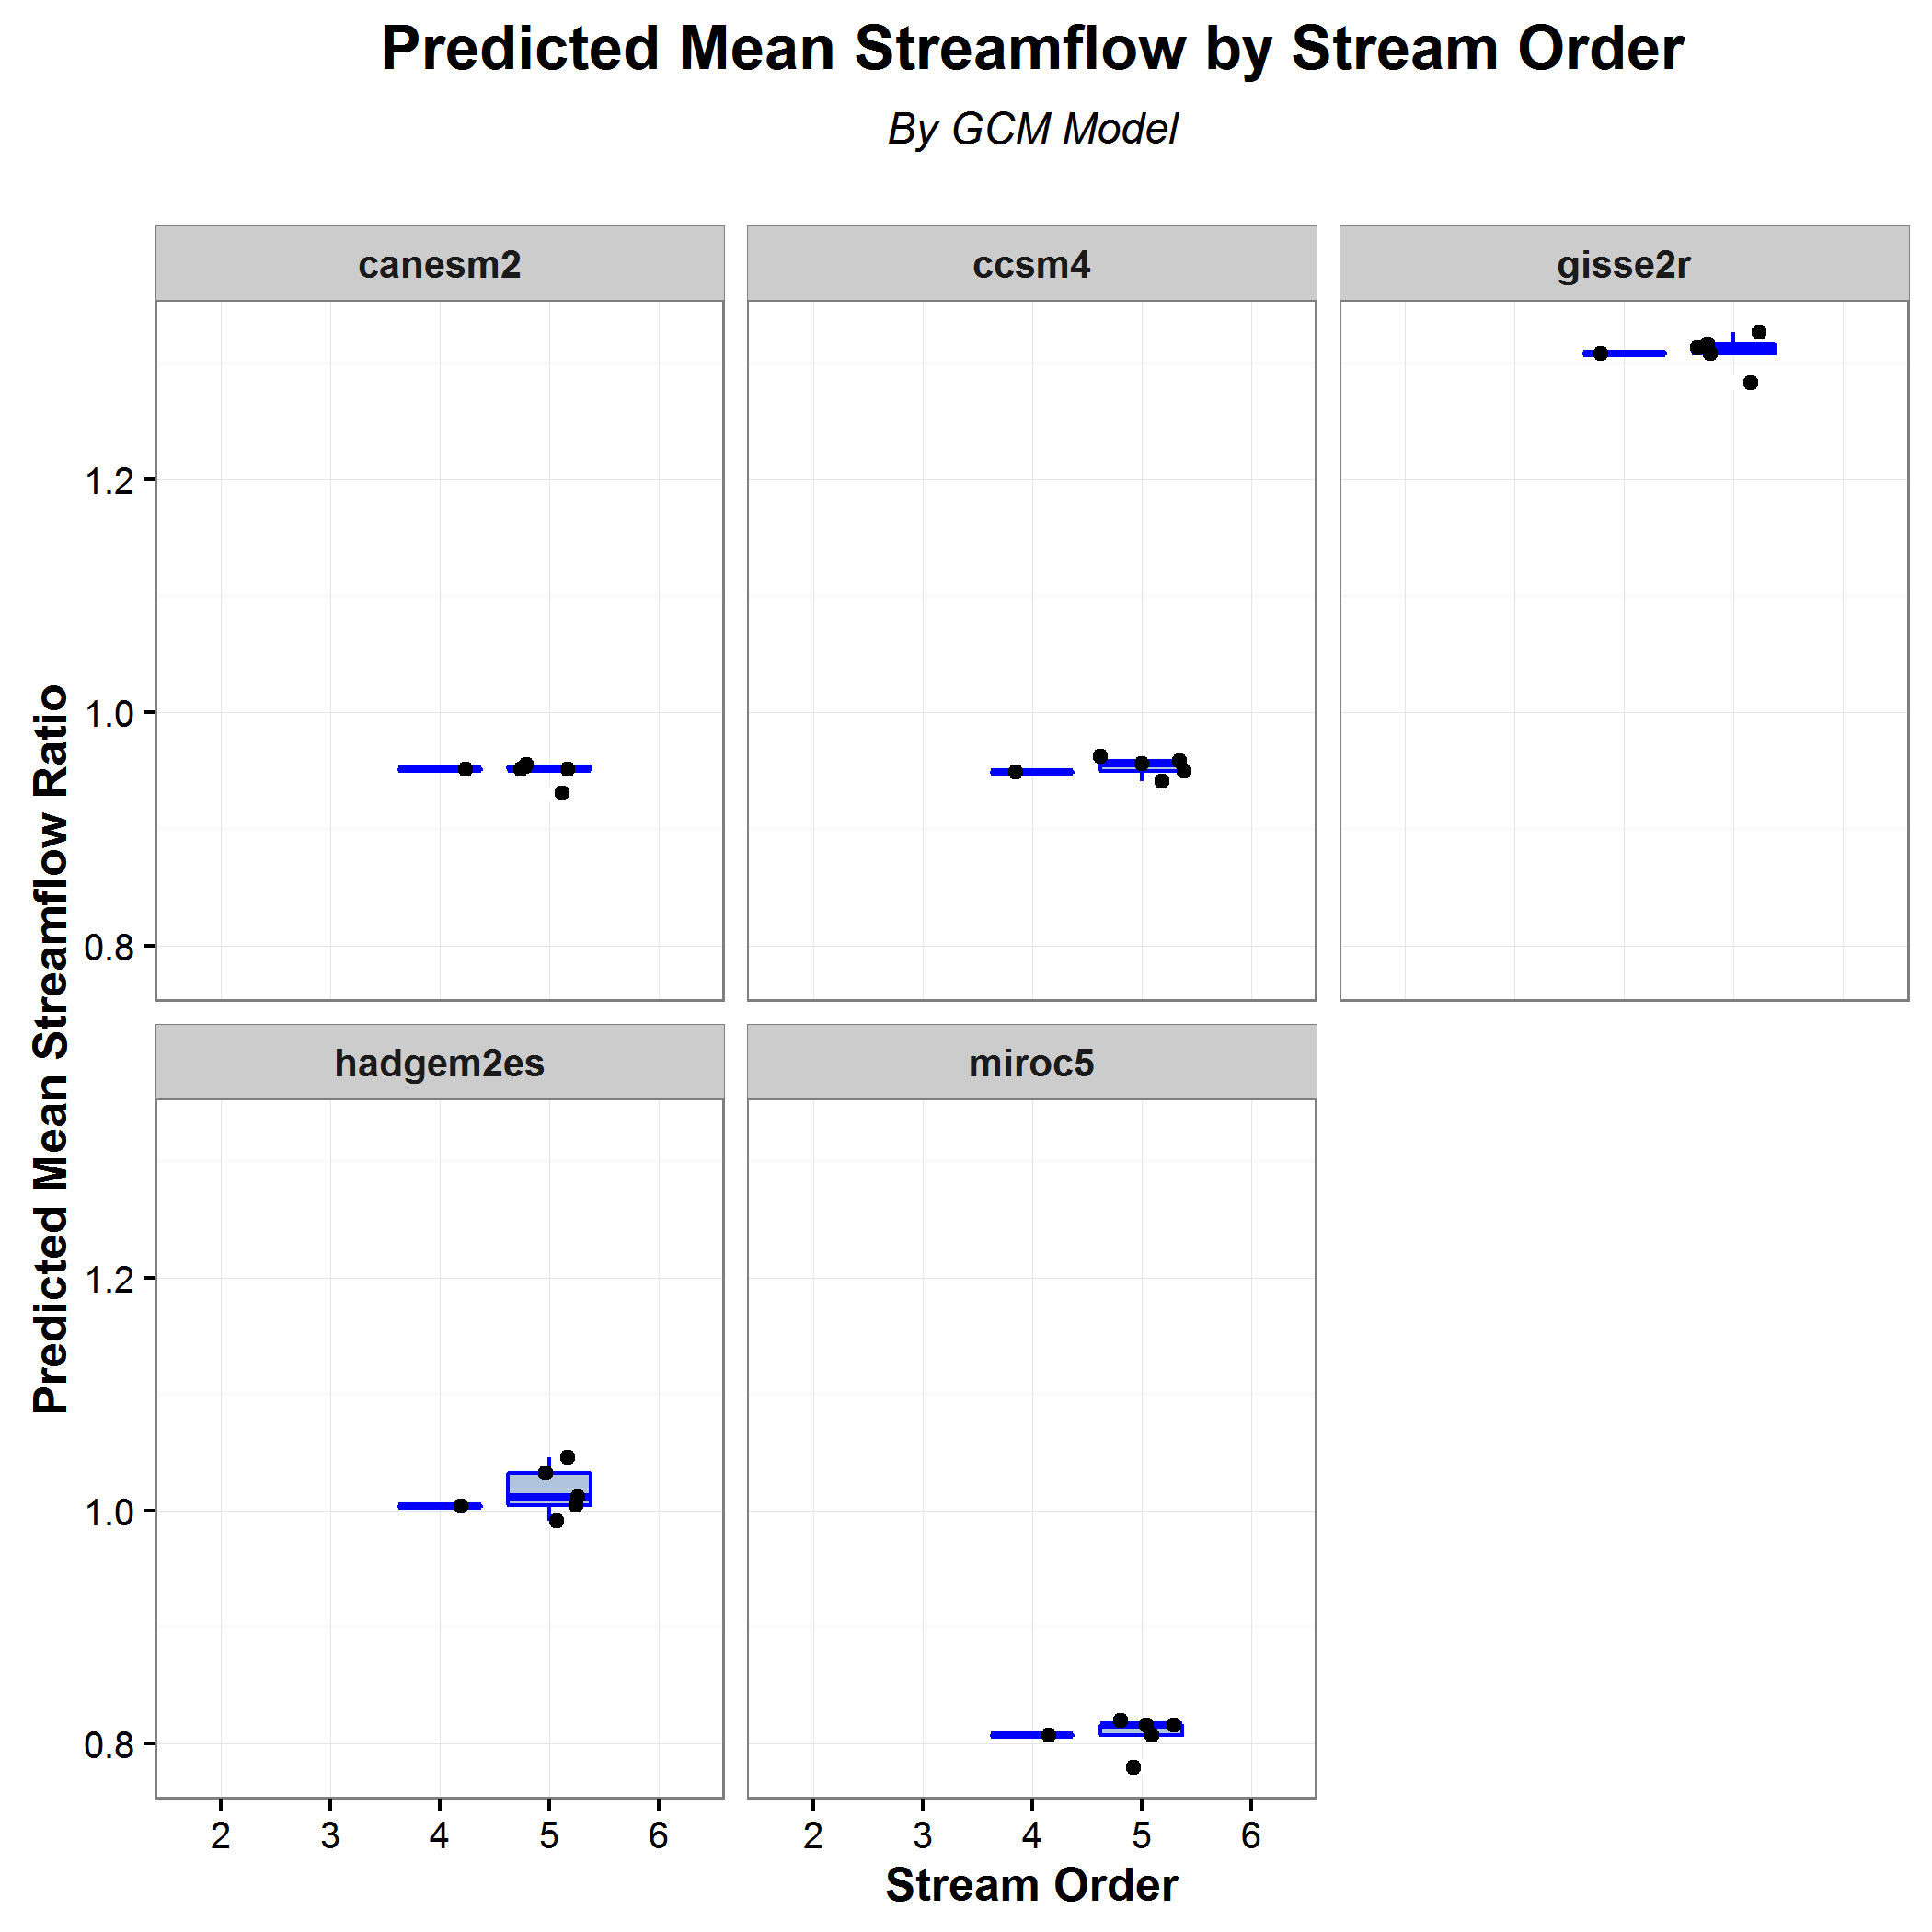 Predicted Mean Streamflow by Stream Order
By GCM Model
canesm2
ccsm4
gisse2r
1.2
1.0
0.8
Predicted Mean Streamflow Ratio
hadgem2es
miroc5
1.2
1.0
0.8
2 3 4 5 6
2 3 4 5 6
Stream Order